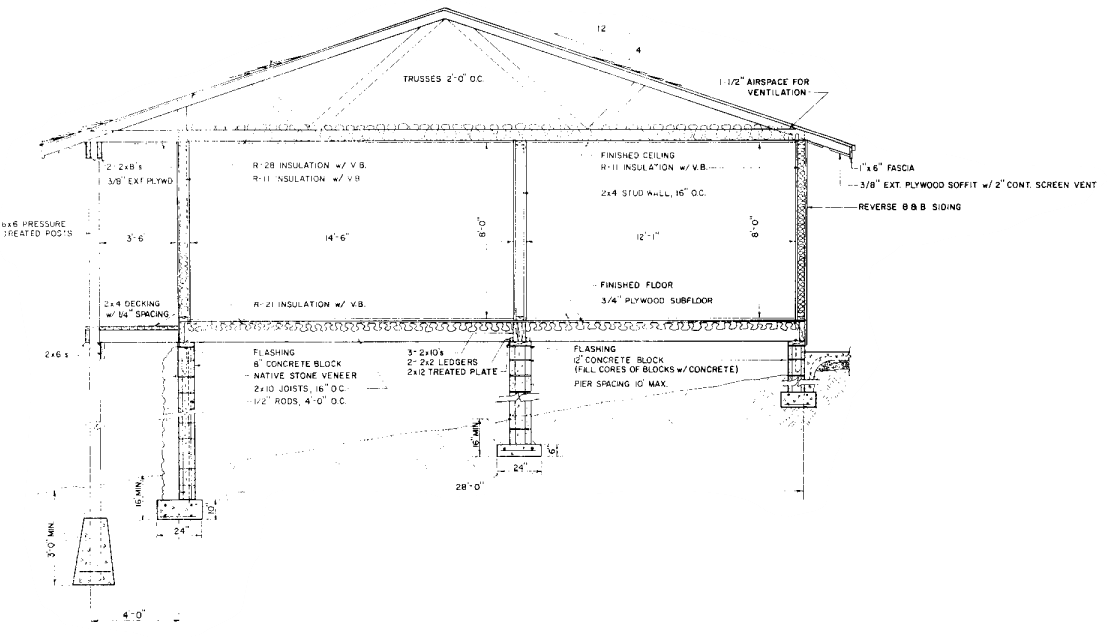 12
4
TRUSSES 2'-0" O.C.
1-1/2" AIRSPACE FOR
VENTILATION
2-2x8's
3/8" EXT PLYWD
R-28 INSULATION w/ V.B.
R-11 INSULATION w/ V.B.
FINISHED CEILING
R-11 INSULATION w/ V.B.
2x4 STUD WALL, 16" O.C.
1"x6" FASCIA
3/8" EXT. PLYWOOD SOFFIT w/ 2" CONT. SCREEN VENT
REVERSE B & B SIDING
6x6 PRESSURE
TREATED POSTS
3'-6"
14'-6"
8'-0"
12'-1"
8'-0"
2x4 DECKING
w/ 1/4" SPACING
R-21 INSULATION w/ V.B.
FINISHED FLOOR
3/4" PLYWOOD SUBFLOOR
2x6's
FLASHING
8" CONCRETE BLOCK
NATIVE STONE VENEER
2x10 JOISTS, 16" O.C.
1/2" RODS, 4'-0" O.C.
3-2x10's
2-2x2 LEDGERS
2x12 TREATED PLATE
FLASHING
12" CONCRETE BLOCK
(FILL CORES OF BLOCKS w/CONCRETE)
PIER SPACING 10' MAX.
16" MIN.
6"
24"
28'-0"
16" MIN.
10"
24"
3'-0" MIN.
4'-0"